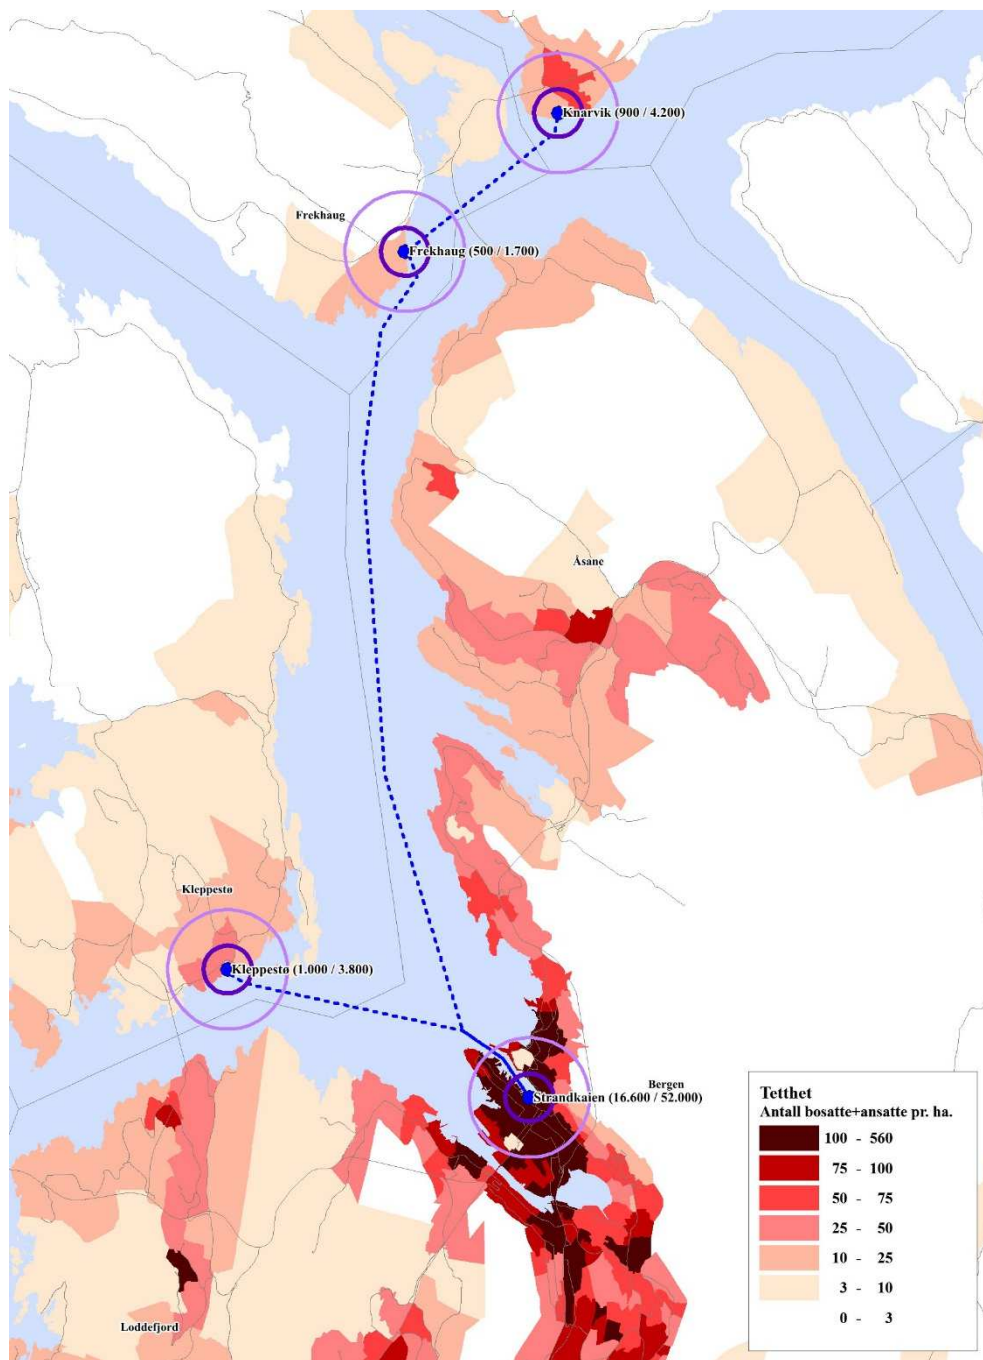 Knarvik (900 / 4.200)
Frekhaug
Frekhaug (500 / 1.700)
Åsane
Kleppestø
Kleppestø (1.000 / 3.800)
Bergen
Strandkaien (16.600 / 52.000)
Loddefjord
Tetthet
Antall bosatte+ansatte pr. ha.
100 - 560
75 - 100
50 - 75
25 - 50
10 - 25
3 - 10
0 - 3